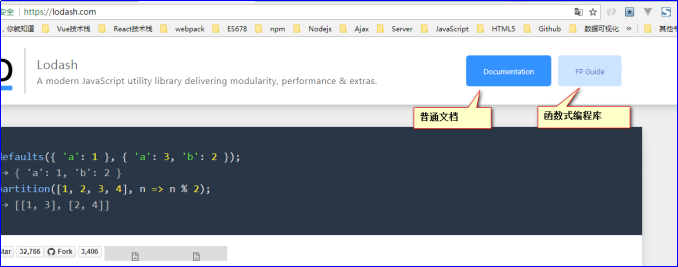 安全 https://lodash.com
你就知道 Vue技术栈 React技术栈 webpack ES678 npm Nodejs Ajax Server JavaScript HTML5 Github 数据可视化 » 其他
Lodash
A modern JavaScript utility library delivering modularity, performance & extras.
Documentation
FP Guide
普通文档
函数式编程库
defaults({ 'a': 1 }, { 'a': 3, 'b': 2 });
→ { 'a': 1, 'b': 2 }
partition([1, 2, 3, 4], n => n % 2);
→ [[1, 3], [2, 4]]
Star 32,766 Fork 3,406